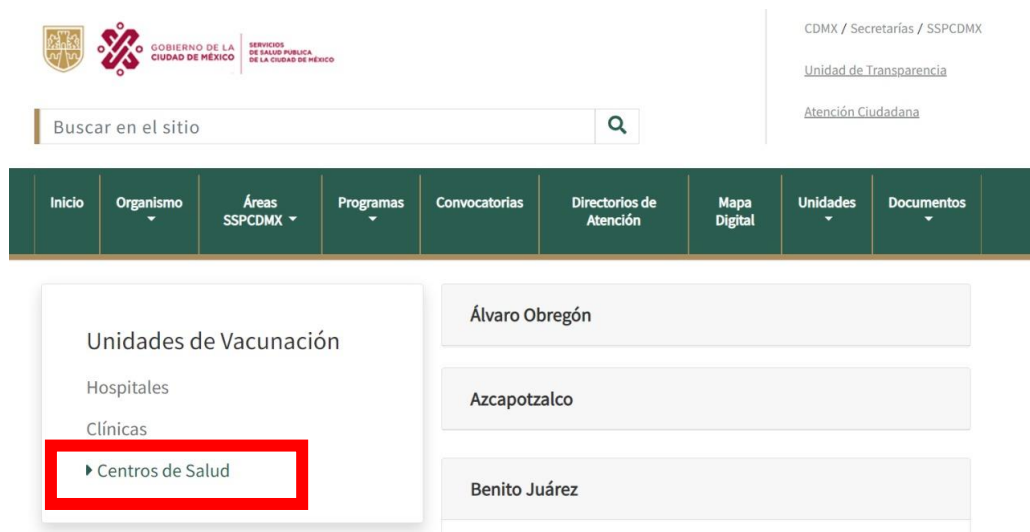 GOBIERNO DE LA
CIUDAD DE MÉXICO
SERVICIOS
DE SALUD PUBLICA
DE LA CIUDAD DE MÉXICO
CDMX / Secretarías / SSPCDMX
Unidad de Transparencia
Atención Ciudadana
Buscar en el sitio
Inicio
Organismo
Áreas
SSPCDMX
Programas
Convocatorias
Directorios de
Atención
Mapa
Digital
Unidades
Documentos
Unidades de Vacunación
Hospitales
Clínicas
Centros de Salud
Álvaro Obregón
Azcapotzalco
Benito Juárez